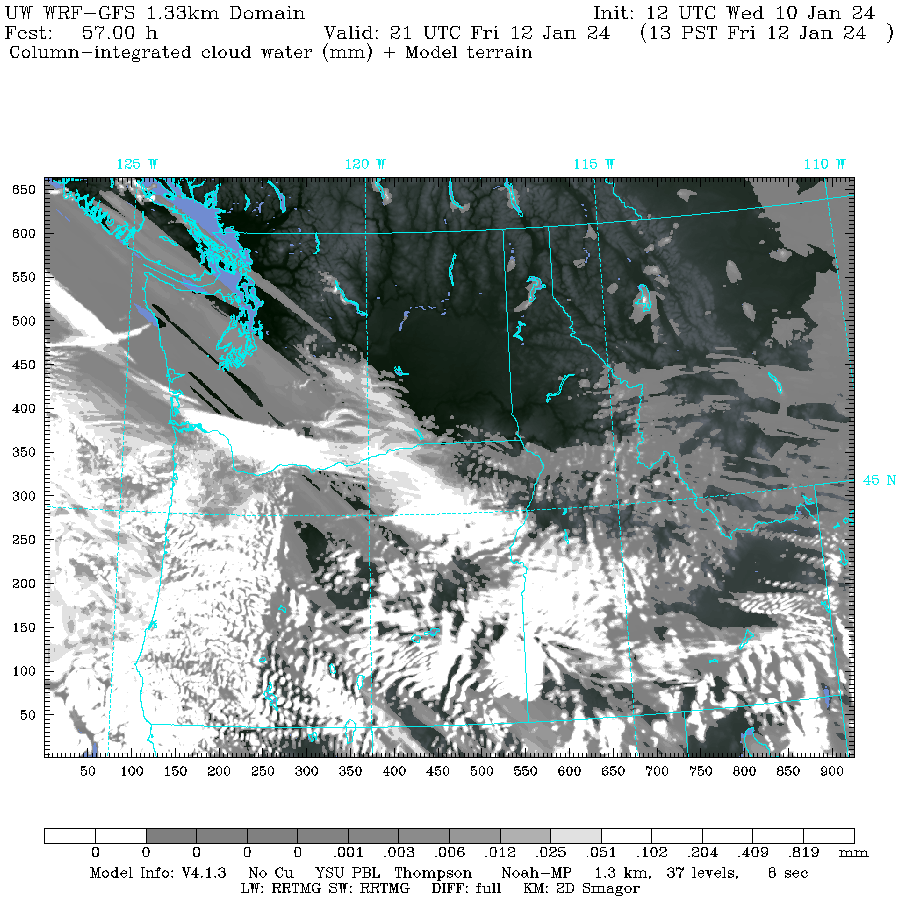 UW WRF-GFS 1.33km Domain Init: 12 UTC Wed 10 Jan 24
Fcst: 57.00 h Valid: 21 UTC Fri 12 Jan 24 (13 PST Fri 12 Jan 24 )
Column-integrated cloud water (mm) + Model terrain
125 W 120 W 115 W 110 W
650
600
550
500
450
400
350
45 N
300
250
200
150
100
50
50 100 150 200 250 300 350 400 450 500 550 600 650 700 750 800 850 900
0 0 0 0 .001 .003 .006 .012 .025 .051 .102 .204 .409 .819 mm
Model Info: V4.1.3 No Cu YSU PBL Thompson Noah-MP 1.3 km, 37 levels, 8 sec
LW: RRTMG SW: RRTMG DIFF: full KM: 2D Smagor